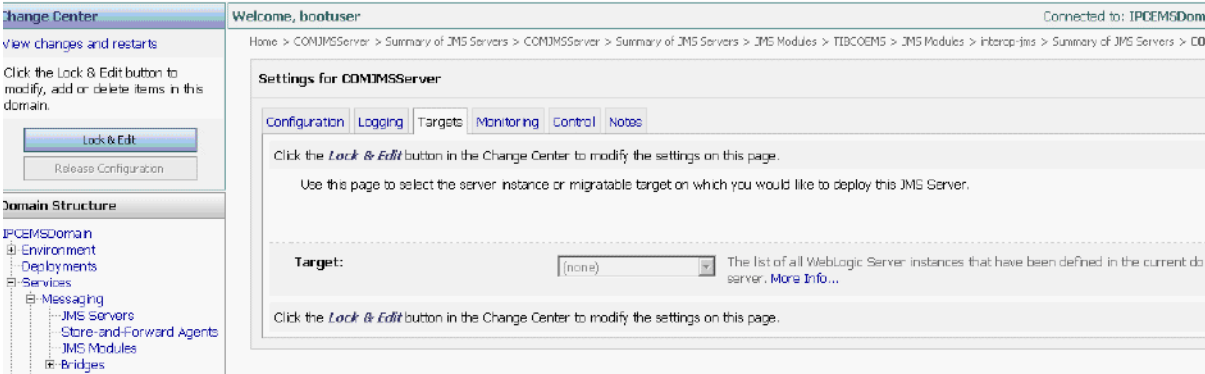 Change Center
View changes and restarts
Click the Lock & Edit button to
modify, add or delete items in this
domain.
Lock & Edit
Release Configuration
Domain Structure
IPCEMSDomain
Environment
Deployments
Services
Messaging
JMS Servers
Store-and-Forward Agents
JMS Modules
Bridges
Welcome, bootuser
Connected to: IPCEMSDom
Home > COMJMSServer > Summary of JMS Servers > COMJMSServer > Summary of JMS Servers > JMS Modules > TIBCOEMS > JMS Modules > interop-jms > Summary of JMS Servers > CO
Settings for COMJMSServer
Configuration Logging Targets Monitoring Control Notes
Click the Lock & Edit button in the Change Center to modify the settings on this page.
Use this page to select the server instance or migratable target on which you would like to deploy this JMS Server.
Target:
(none)
The list of all WebLogic Server instances that have been defined in the current do
server. More Info...
Click the Lock & Edit button in the Change Center to modify the settings on this page.